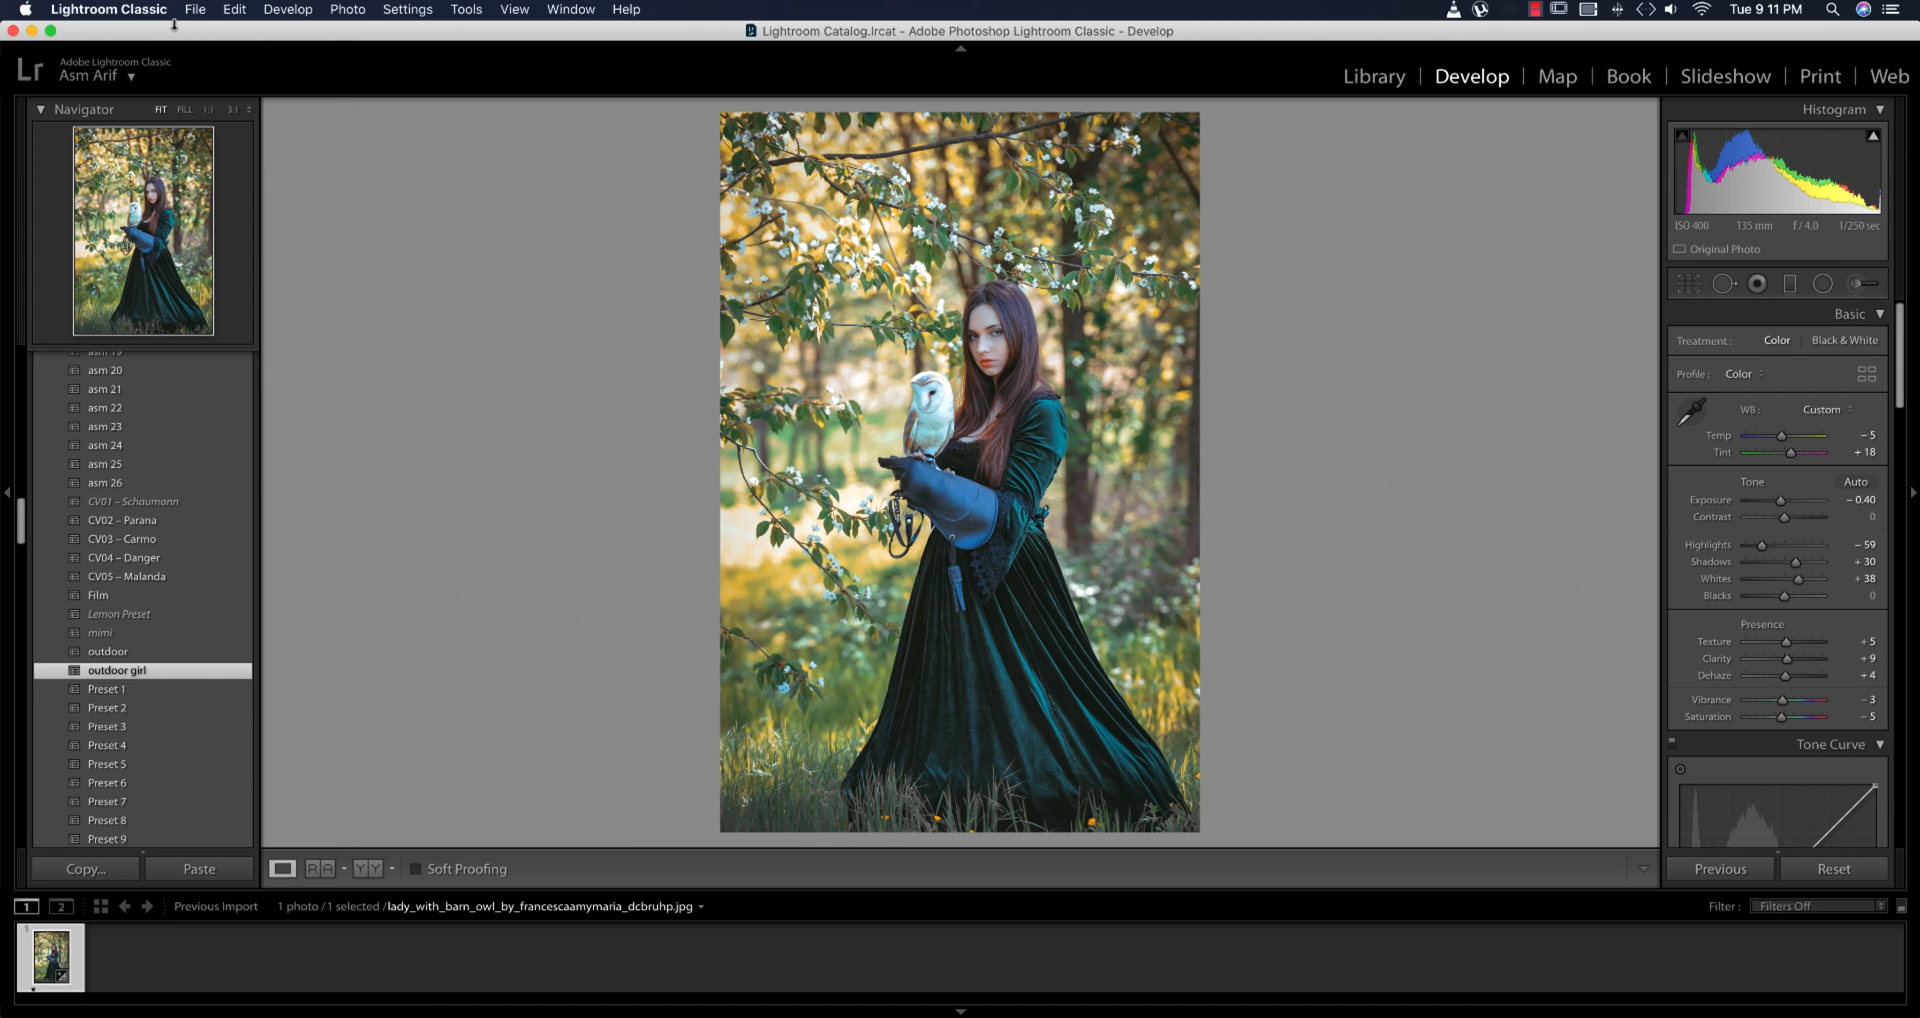 Lightroom Classic File Edit Develop Photo Settings Tools View Window Help Tue 9 11 PM
Lightroom Catalog.lrcat - Adobe Photoshop Lightroom Classic - Develop
Lr Adobe Lightroom Classic
Asm Arif
Library | Develop | Map | Book | Slideshow | Print | Web
Navigator FIT FILL 1:1 3:1
asm 19
asm 20
asm 21
asm 22
asm 23
asm 24
asm 25
asm 26
CV01 – Schaumann
CV02 – Parana
CV03 – Carmo
CV04 – Danger
CV05 – Malanda
Film
Lemon Preset
mimi
outdoor
outdoor girl
Preset 1
Preset 2
Preset 3
Preset 4
Preset 5
Preset 6
Preset 7
Preset 8
Preset 9
Copy... Paste
R A Y Y Soft Proofing
Histogram
ISO 400 135 mm f / 4.0 1/250 sec
Original Photo
Basic
Treatment : Color | Black & White
Profile : Color
WB : Custom
Temp – 5
Tint + 18
Tone Auto
Exposure – 0.40
Contrast 0
Highlights – 59
Shadows + 30
Whites + 38
Blacks 0
Presence
Texture + 5
Clarity + 9
Dehaze + 4
Vibrance – 3
Saturation – 5
Tone Curve
Previous Reset
1 2 Previous Import 1 photo / 1 selected / lady_with_barn_owl_by_francescaamymaria_dcbruhp.jpg Filter : Filters Off
1